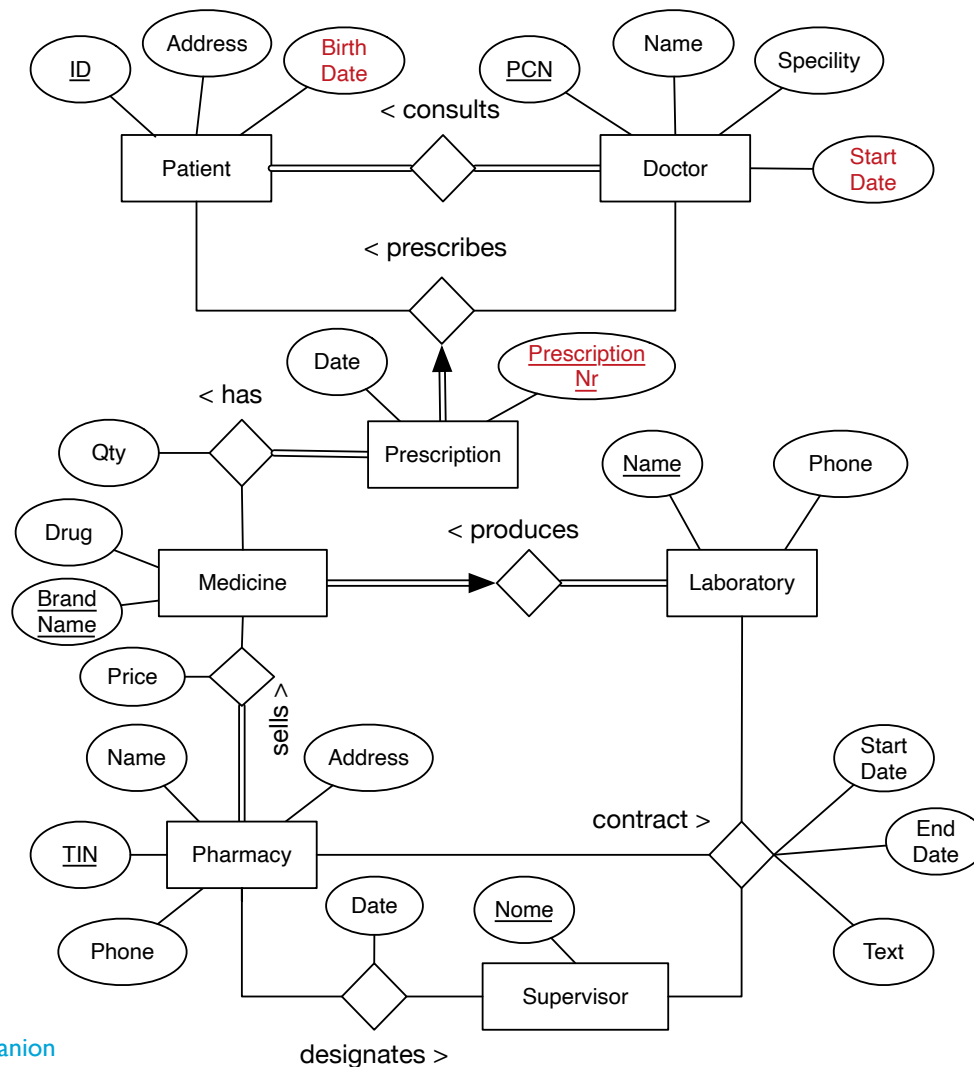 Address
Birth
Date
ID
Name
PCN
Specility
< consults
Patient
Doctor
Start
Date
< prescribes
Date
Prescription
Nr
< has
Qty
Prescription
Name
Phone
Drug
< produces
Medicine
Laboratory
Brand
Name
Price
sells >
Name
Address
Start
Date
contract >
End
Date
TIN
Pharmacy
Date
Nome
Phone
Text
Supervisor
anion
designates >